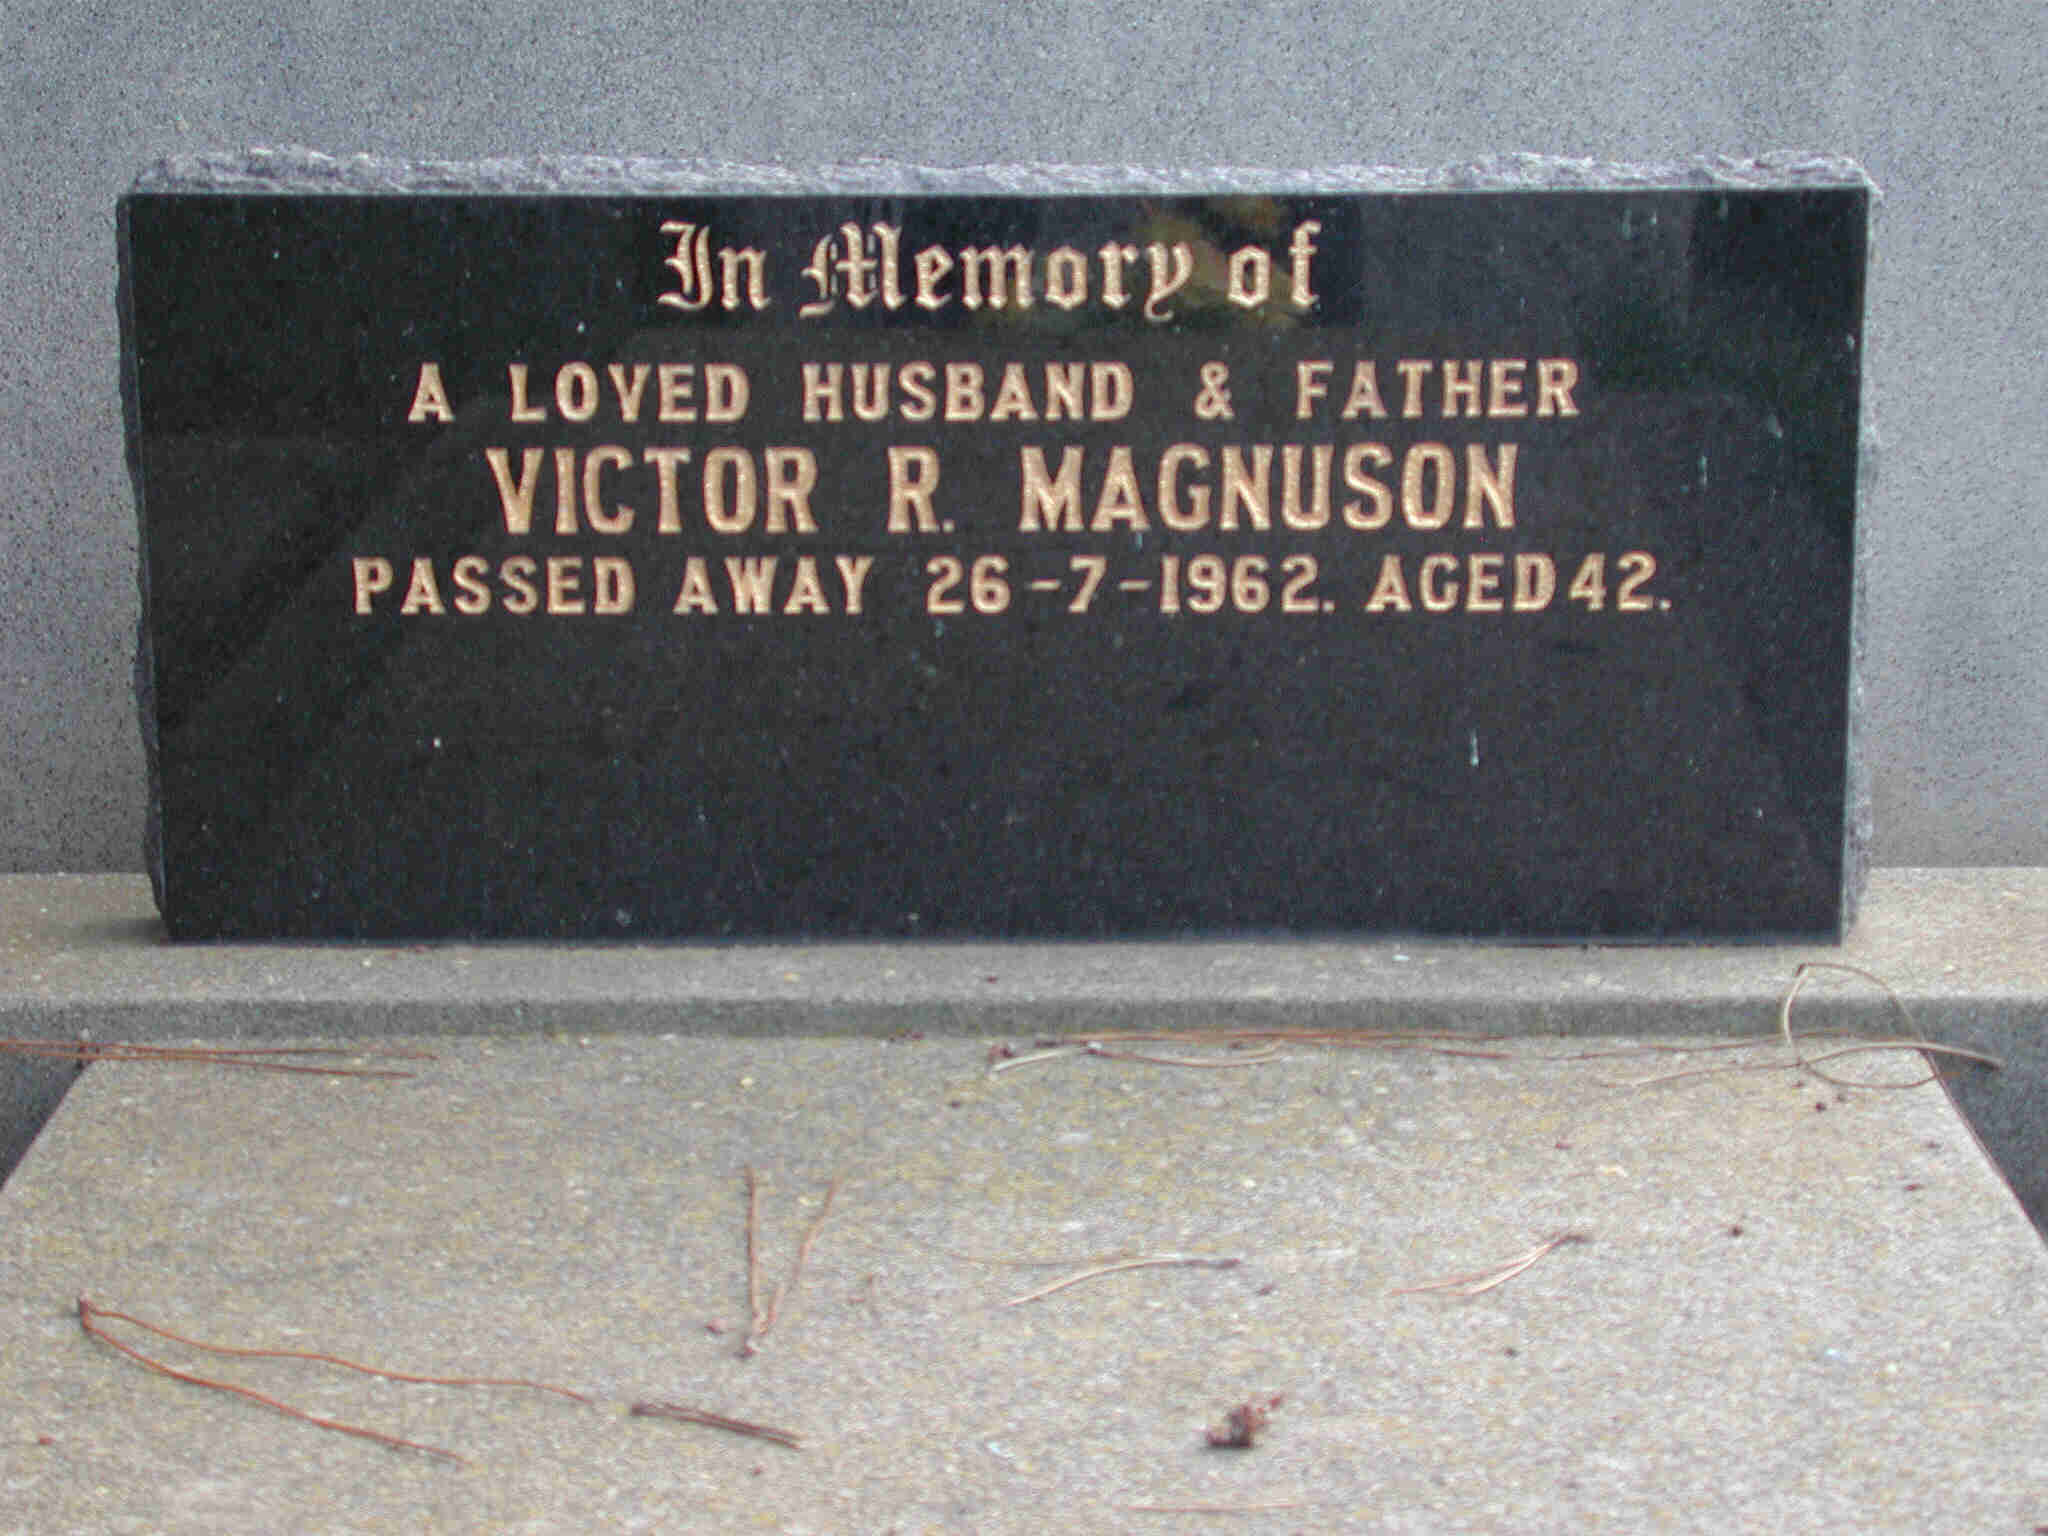 In Memory of
A LOVED HUSBAND & FATHER
VICTOR R. MAGNUSON
PASSED AWAY 26-7-1962. AGED 42.